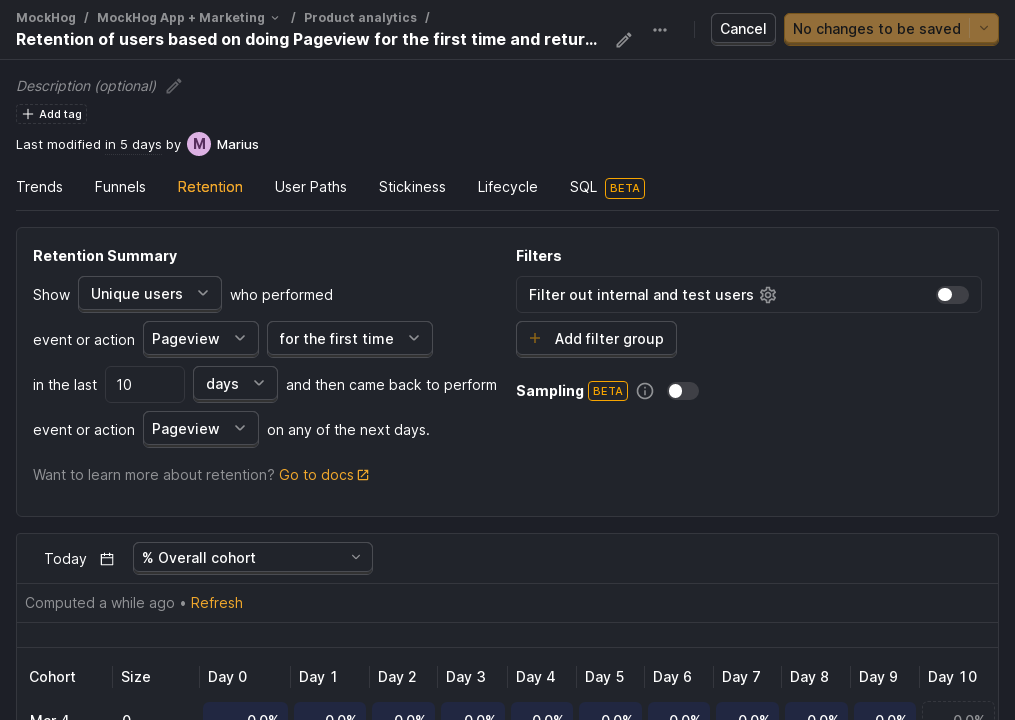 MockHog / MockHog App + Marketing / Product analytics /
Retention of users based on doing Pageview for the first time and retur...
Cancel
No changes to be saved
Description (optional)
Add tag
Last modified in 5 days by M Marius
Trends Funnels Retention User Paths Stickiness Lifecycle SQL BETA
Retention Summary
Show Unique users who performed
event or action Pageview for the first time
in the last 10 days and then came back to perform
event or action Pageview on any of the next days.
Want to learn more about retention? Go to docs
Filters
Filter out internal and test users
Add filter group
Sampling BETA
Today % Overall cohort
Computed a while ago • Refresh
Cohort Size Day 0 Day 1 Day 2 Day 3 Day 4 Day 5 Day 6 Day 7 Day 8 Day 9 Day 10
Mar 4 0 0.0% 0.0% 0.0% 0.0% 0.0% 0.0% 0.0% 0.0% 0.0% 0.0% 0.0%